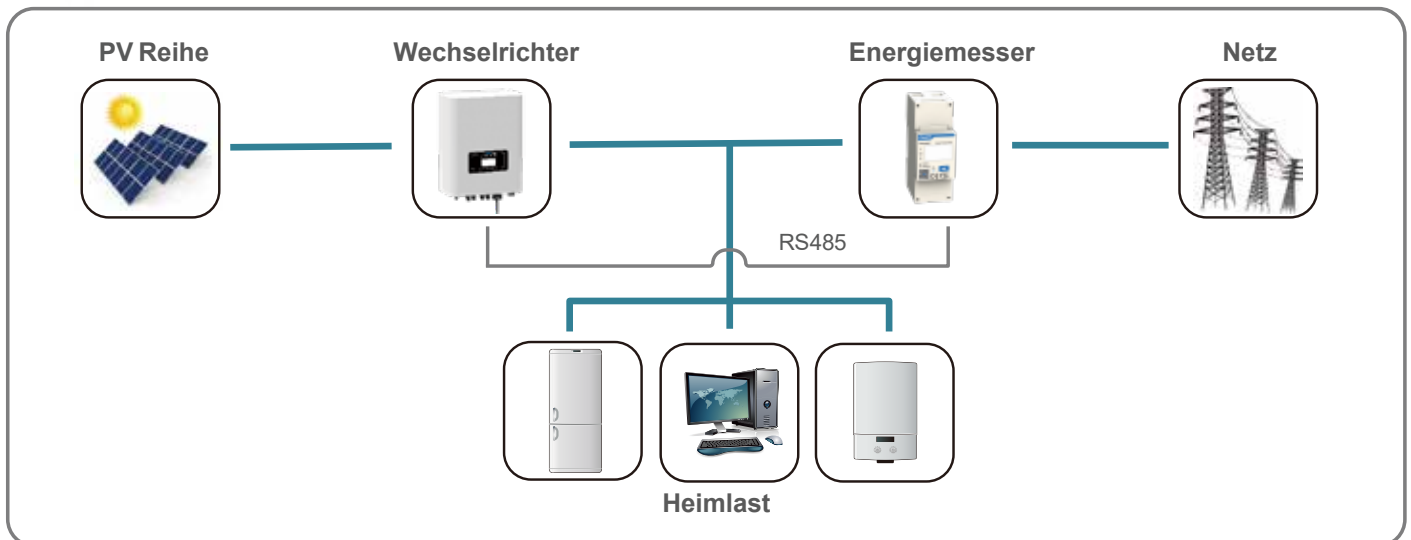 PV Reihe
Wechselrichter
Energiemesser
Netz
RS485
Heimlast